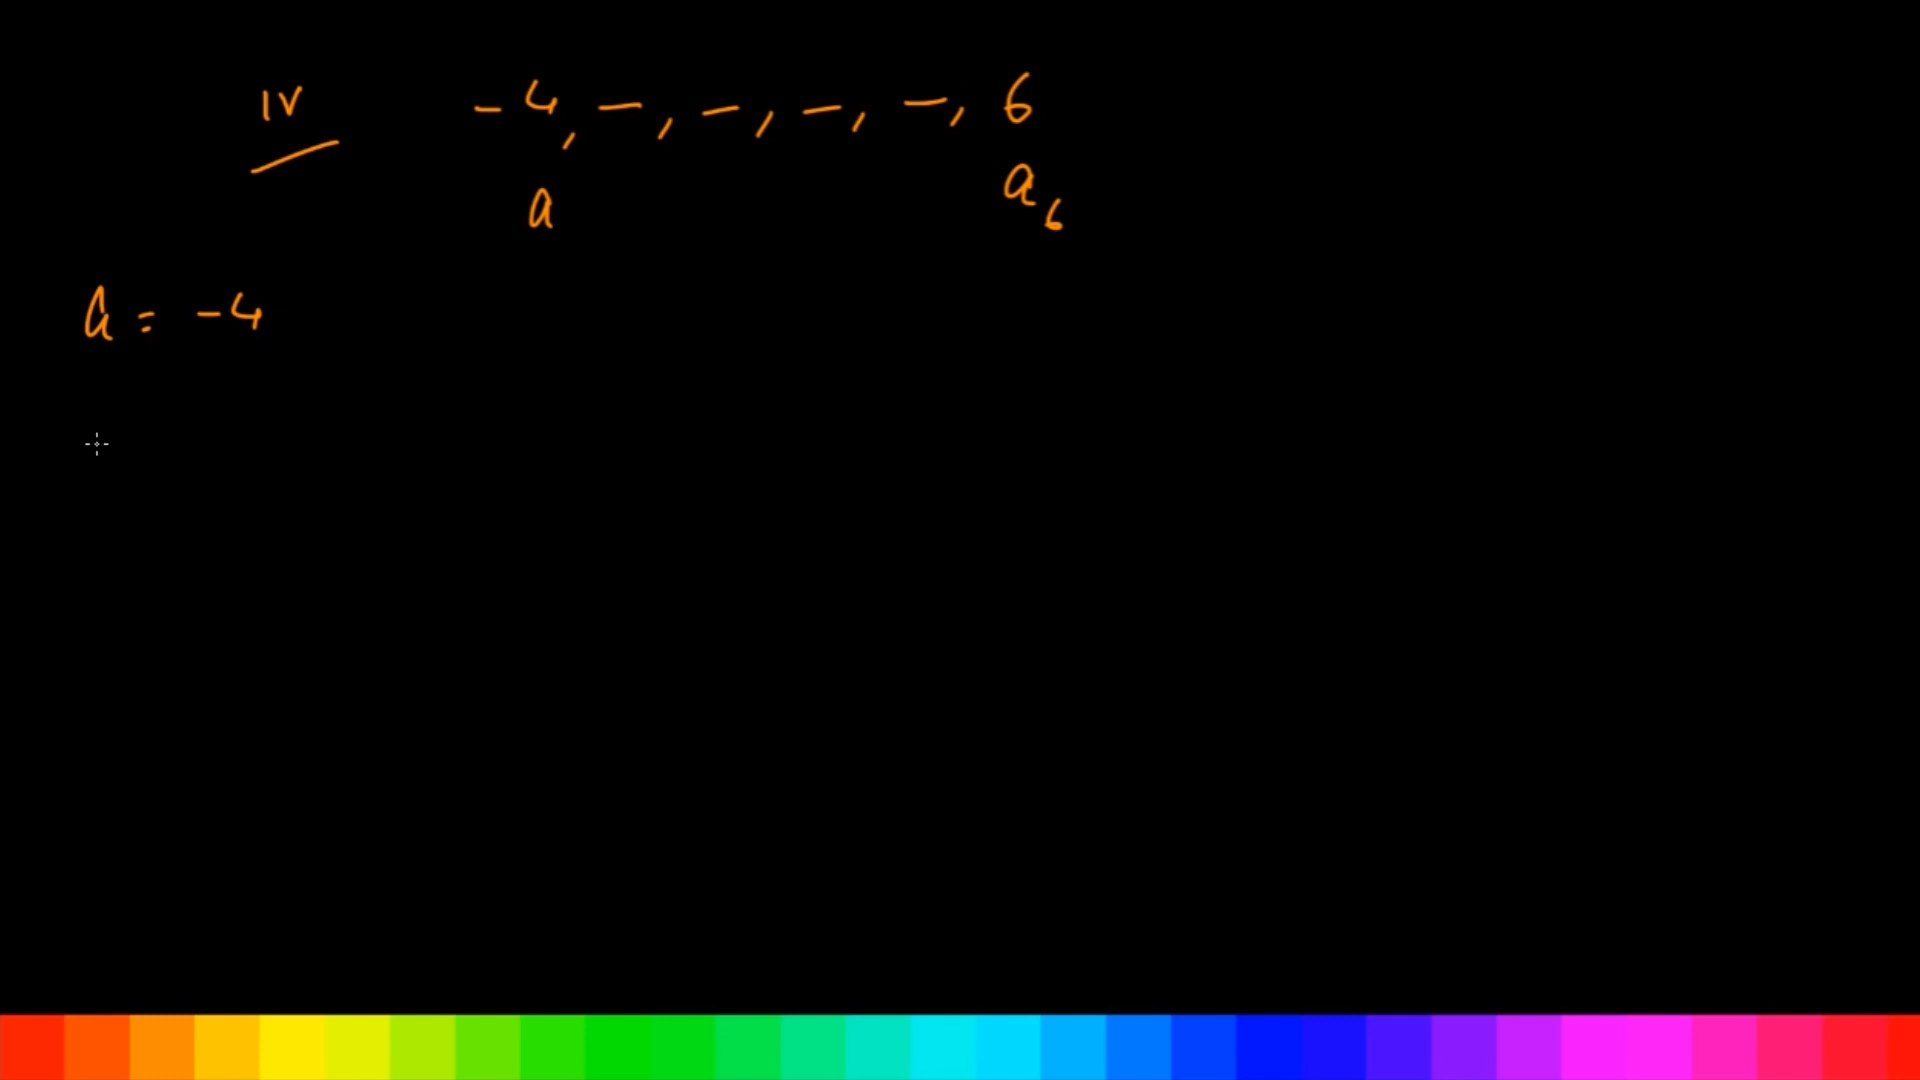 iv -4, -, -, -, -, 6
a a₆
a = -4